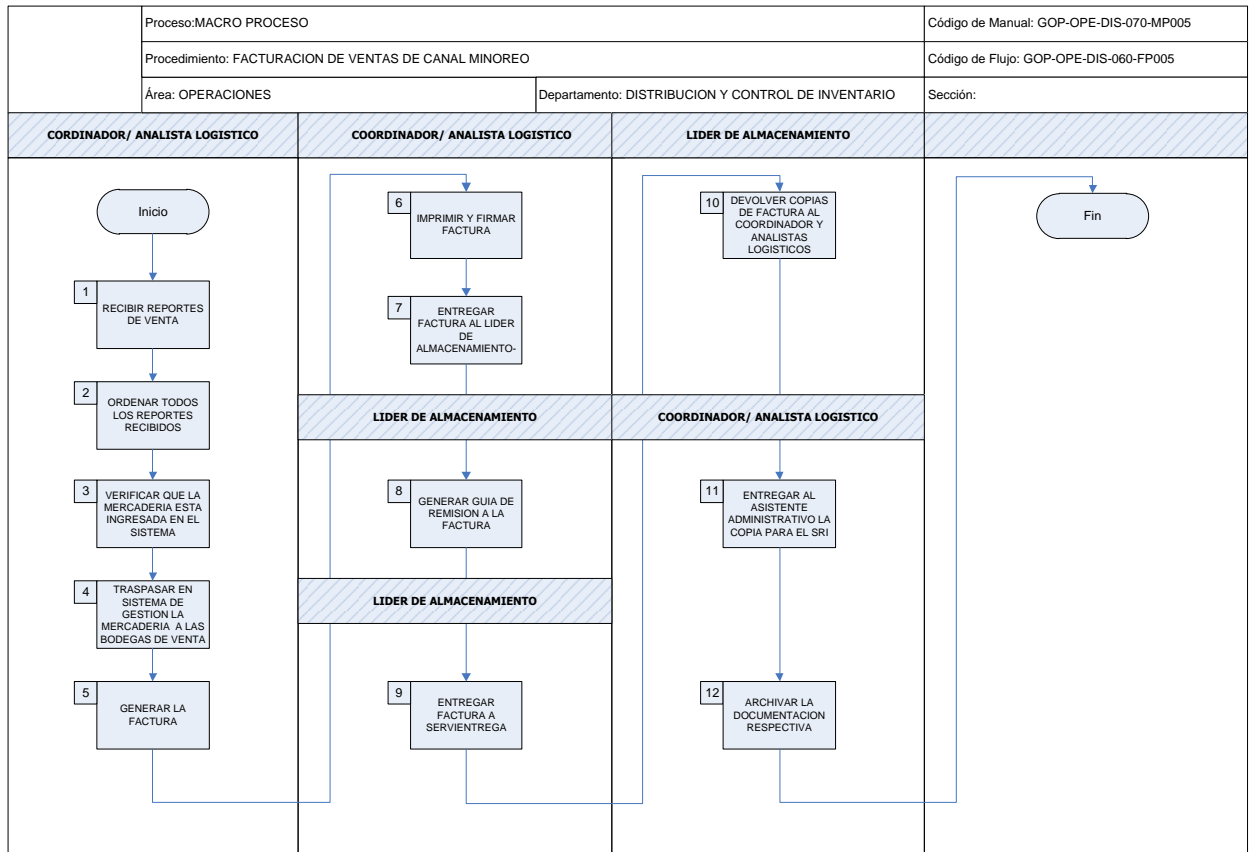 Proceso:MACRO PROCESO
Código de Manual: GOP-OPE-DIS-070-MP005
Procedimiento: FACTURACION DE VENTAS DE CANAL MINOREO
Código de Flujo: GOP-OPE-DIS-060-FP005
Área: OPERACIONES
Departamento: DISTRIBUCION Y CONTROL DE INVENTARIO
Sección:
CORDINADOR/ ANALISTA LOGISTICO
Inicio
1
RECIBIR REPORTES
DE VENTA
2
ORDENAR TODOS
LOS REPORTES
RECIBIDOS
3
VERIFICAR QUE LA
MERCADERIA ESTA
INGRESADA EN EL
SISTEMA
4
TRASPASAR EN
SISTEMA DE
GESTION LA
MERCADERIA A LAS
BODEGAS DE VENTA
5
GENERAR LA
FACTURA
COORDINADOR/ ANALISTA LOGISTICO
6
IMPRIMIR Y FIRMAR
FACTURA
7
ENTREGAR
FACTURA AL LIDER
DE
ALMACENAMIENTO-
LIDER DE ALMACENAMIENTO
8
GENERAR GUIA DE
REMISION A LA
FACTURA
LIDER DE ALMACENAMIENTO
9
ENTREGAR
FACTURA A
SERVIENTREGA
LIDER DE ALMACENAMIENTO
10
DEVOLVER COPIAS
DE FACTURA AL
COORDINADOR Y
ANALISTAS
LOGISTICOS
COORDINADOR/ ANALISTA LOGISTICO
11
ENTREGAR AL
ASISTENTE
ADMINISTRATIVO LA
COPIA PARA EL SRI
12
ARCHIVAR LA
DOCUMENTACION
RESPECTIVA
Fin